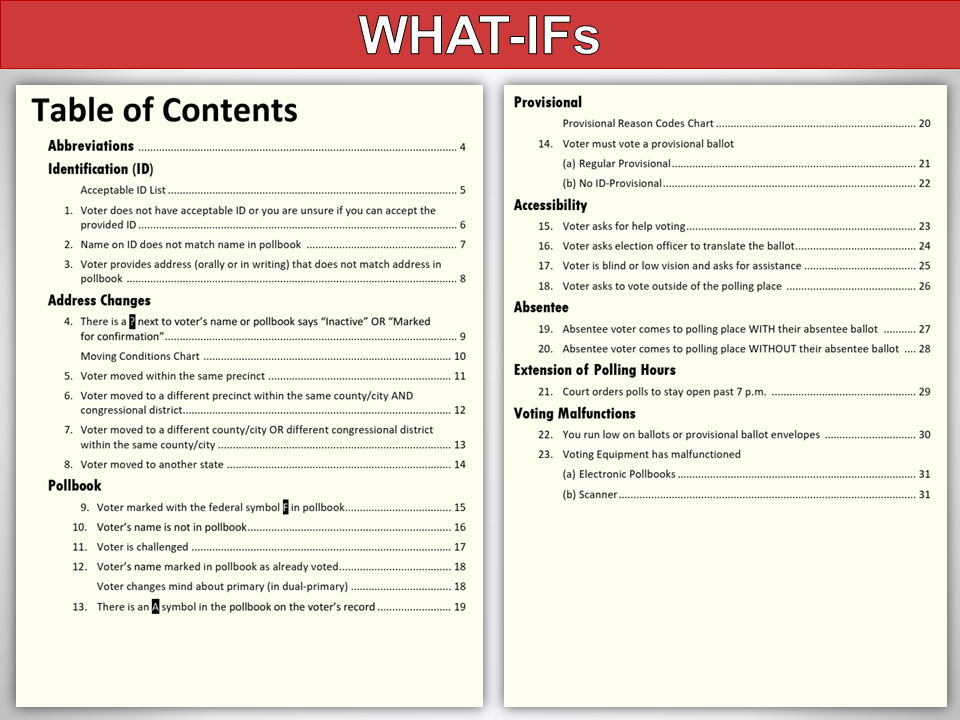 WHAT-IFs
Table of Contents
Abbreviations ........ 4
Identification (ID)
Acceptable ID List ........ 5
1. Voter does not have acceptable ID or you are unsure if you can accept the
provided ID ........ 6
2. Name on ID does not match name in pollbook ........ 7
3. Voter provides address (orally or in writing) that does not match address in
pollbook ........ 8
Address Changes
4. There is a ? next to voter’s name or pollbook says “Inactive” OR “Marked
for confirmation” ........ 9
Moving Conditions Chart ........ 10
5. Voter moved within the same precinct ........ 11
6. Voter moved to a different precinct within the same county/city AND
congressional district ........ 12
7. Voter moved to a different county/city OR different congressional district
within the same county/city ........ 13
8. Voter moved to another state ........ 14
Pollbook
9. Voter marked with the federal symbol F in pollbook ........ 15
10. Voter’s name is not in pollbook ........ 16
11. Voter is challenged ........ 17
12. Voter’s name marked in pollbook as already voted ........ 18
Voter changes mind about primary (in dual-primary) ........ 18
13. There is an A symbol in the pollbook on the voter’s record ........ 19
Provisional
Provisional Reason Codes Chart ........ 20
14. Voter must vote a provisional ballot
(a) Regular Provisional ........ 21
(b) No ID-Provisional ........ 22
Accessibility
15. Voter asks for help voting ........ 23
16. Voter asks election officer to translate the ballot ........ 24
17. Voter is blind or low vision and asks for assistance ........ 25
18. Voter asks to vote outside of the polling place ........ 26
Absentee
19. Absentee voter comes to polling place WITH their absentee ballot ........ 27
20. Absentee voter comes to polling place WITHOUT their absentee ballot .... 28
Extension of Polling Hours
21. Court orders polls to stay open past 7 p.m. ........ 29
Voting Malfunctions
22. You run low on ballots or provisional ballot envelopes ........ 30
23. Voting Equipment has malfunctioned
(a) Electronic Pollbooks ........ 31
(b) Scanner ........ 31